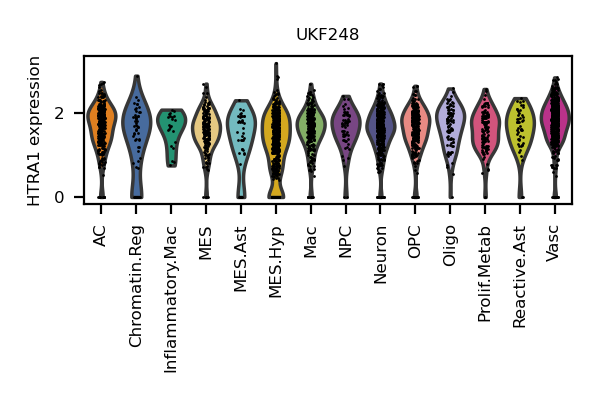 UKF248
HTRA1 expression
2
0
AC
Chromatin.Reg
Inflammatory.Mac
MES
MES.Ast
MES.Hyp
Mac
NPC
Neuron
OPC
Oligo
Prolif.Metab
Reactive.Ast
Vasc